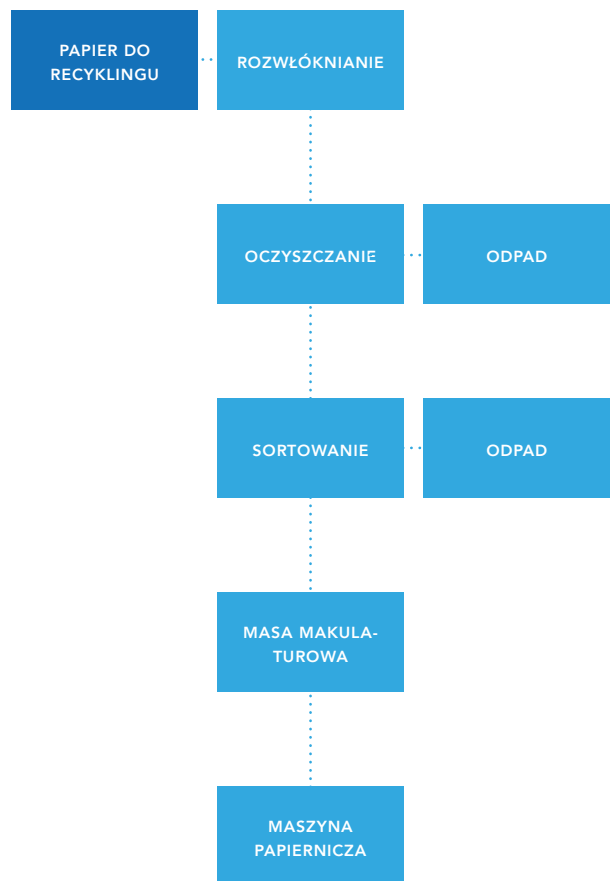 PAPIER DO
RECYKLINGU
ROZWŁÓKNIANIE
OCZYSZCZANIE
ODPAD
SORTOWANIE
ODPAD
MASA MAKULA-
TUROWA
MASZYNA
PAPIERNICZA